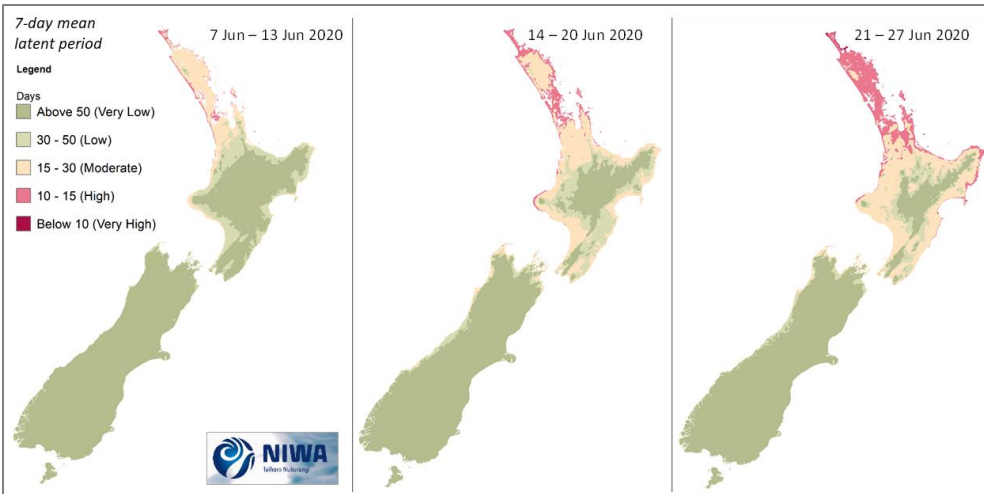 7-day mean
latent period
7 Jun – 13 Jun 2020
14 – 20 Jun 2020
21 – 27 Jun 2020
Legend
Days
Above 50 (Very Low)
30 - 50 (Low)
15 - 30 (Moderate)
10 - 15 (High)
Below 10 (Very High)
NIWA
Taihoro Nukurangi